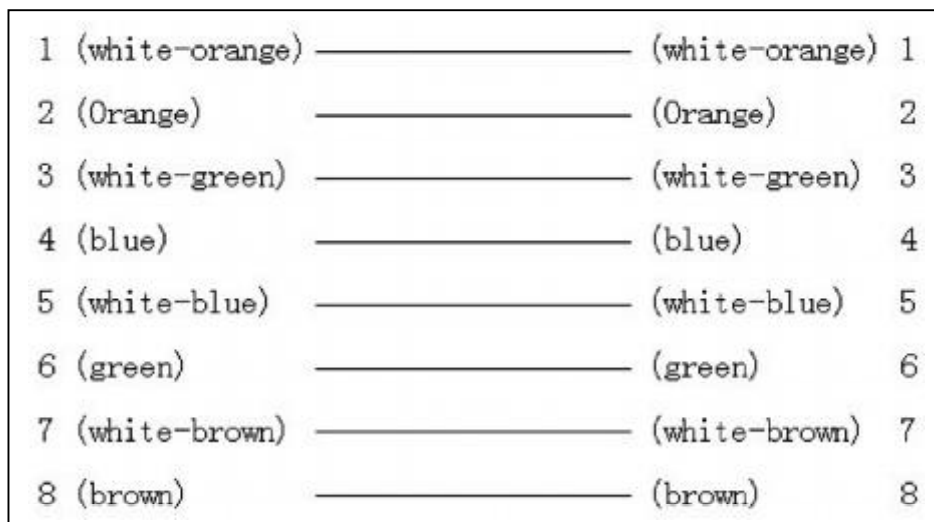 1 (white-orange) (white-orange) 1
2 (Orange) (Orange) 2
3 (white-green) (white-green) 3
4 (blue) (blue) 4
5 (white-blue) (white-blue) 5
6 (green) (green) 6
7 (white-brown) (white-brown) 7
8 (brown) (brown) 8